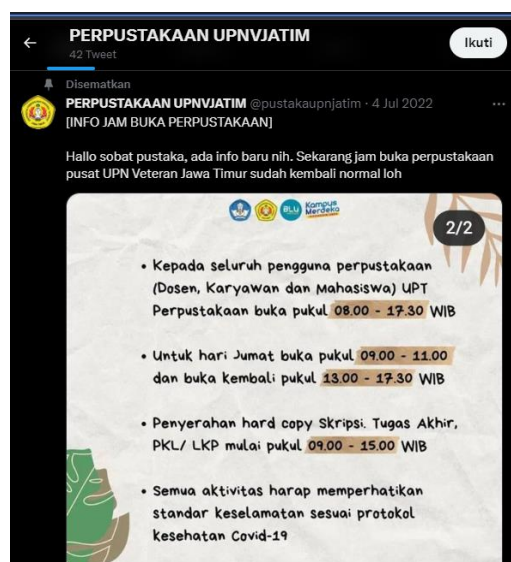 PERPUSTAKAAN UPNVJATIM
42 Tweet
Ikuti
Disematkan
PERPUSTAKAAN UPNVJATIM @pustakaupnjatim · 4 Jul 2022
[INFO JAM BUKA PERPUSTAKAAN]
Hallo sobat pustaka, ada info baru nih. Sekarang jam buka perpustakaan
pusat UPN Veteran Jawa Timur sudah kembali normal loh
BLU
Kampus
Merdeka
2/2
• Kepada seluruh pengguna perpustakaan
(Dosen, Karyawan dan Mahasiswa) UPT
Perpustakaan buka pukul 08.00 - 17.30 WIB
• Untuk hari Jumat buka pukul 09.00 - 11.00
dan buka kembali pukul 13.00 - 17.30 WIB
• Penyerahan hard copy Skripsi. Tugas Akhir,
PKL/ LKP mulai pukul 09.00 - 15.00 WIB
• Semua aktivitas harap memperhatikan
standar keselamatan sesuai protokol
kesehatan Covid-19